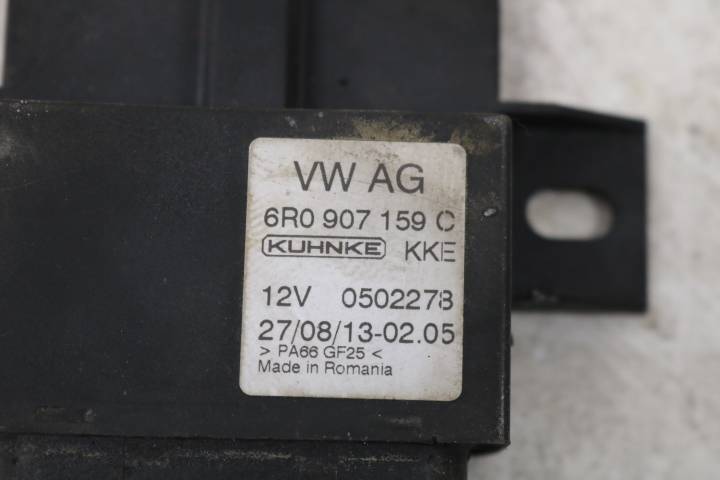 VW AG
6R0 907 159 C
KUHNKE KKE
12V 0502278
27/08/13-02.05
> PA66 GF25 <
Made in Romania